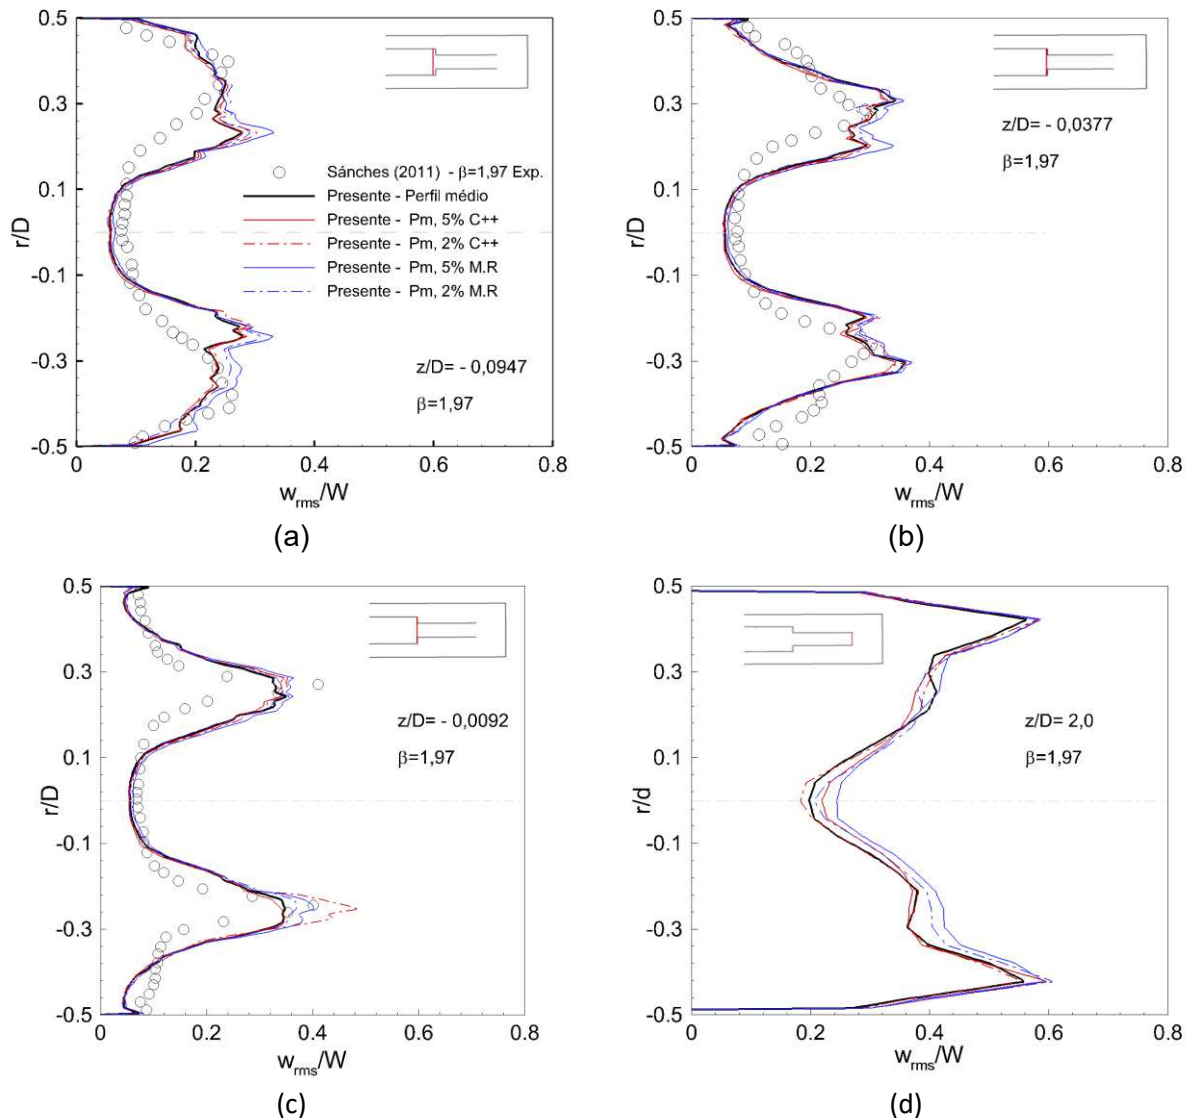 0.5
0.3
0.1
-0.1
-0.3
-0.5
r/D
0
0.2
0.4
0.6
0.8
w_rms/W
Sánches (2011) - β=1,97 Exp.
Presente - Perfil médio
Presente - Pm, 5% C++
Presente - Pm, 2% C++
Presente - Pm, 5% M.R
Presente - Pm, 2% M.R
z/D= - 0,0947
β=1,97
(a)
0.5
0.3
0.1
-0.1
-0.3
-0.5
r/D
0
0.2
0.4
0.6
0.8
w_rms/W
z/D= - 0,0377
β=1,97
(b)
0.5
0.3
0.1
-0.1
-0.3
-0.5
r/D
0
0.2
0.4
0.6
0.8
w_rms/W
z/D= - 0,0092
β=1,97
(c)
0.5
0.3
0.1
-0.1
-0.3
-0.5
r/d
0
0.2
0.4
0.6
0.8
w_rms/W
z/D= 2,0
β=1,97
(d)